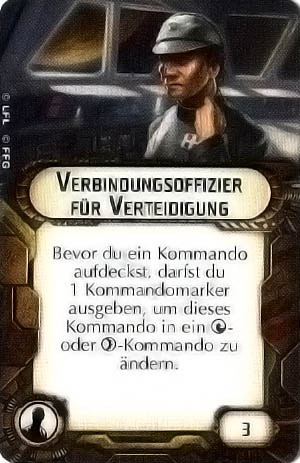 © LFL © FFG
VERBINDUNGSOFFIZIER
FÜR VERTEIDIGUNG
Bevor du ein Kommando
aufdeckst, darfst du
1 Kommandomarker
ausgeben, um dieses
Kommando in ein -
oder -Kommando zu
ändern.
3